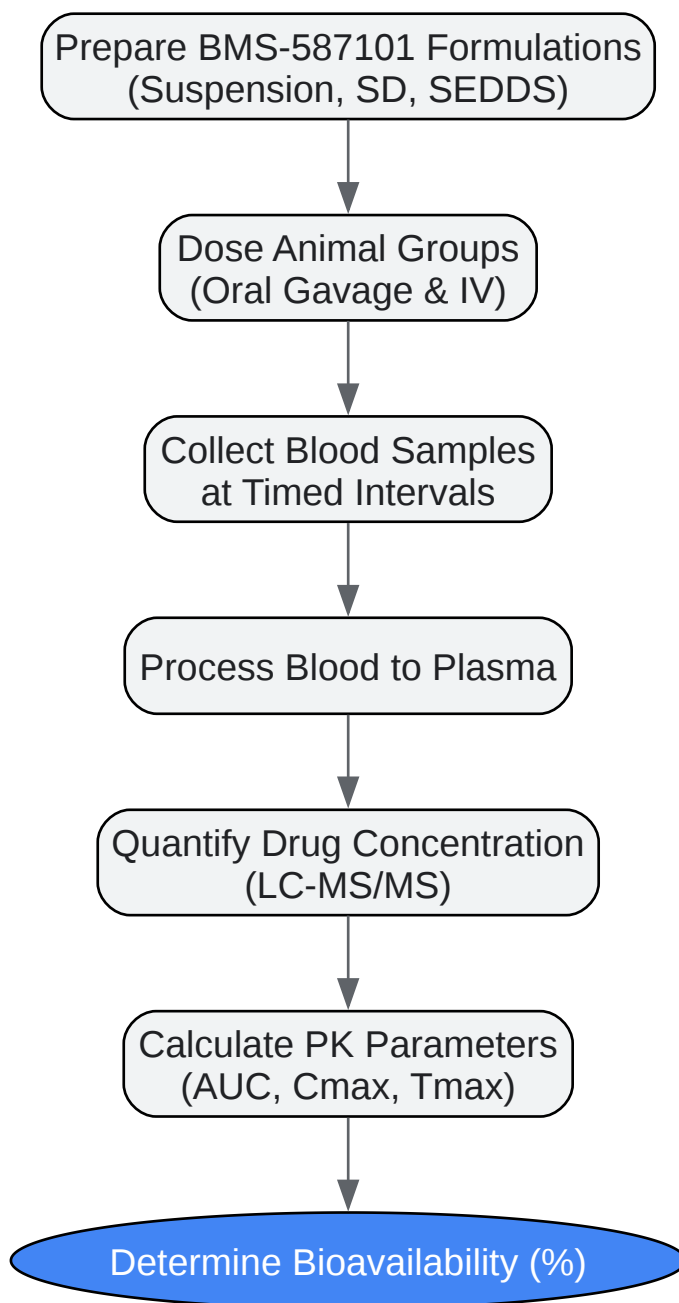 Prepare BMS-587101 Formulations
(Suspension, SD, SEDDS)
Dose Animal Groups
(Oral Gavage & IV)
Collect Blood Samples
at Timed Intervals
Process Blood to Plasma
Quantify Drug Concentration
(LC-MS/MS)
Calculate PK Parameters
(AUC, Cmax, Tmax)
Determine Bioavailability (%)